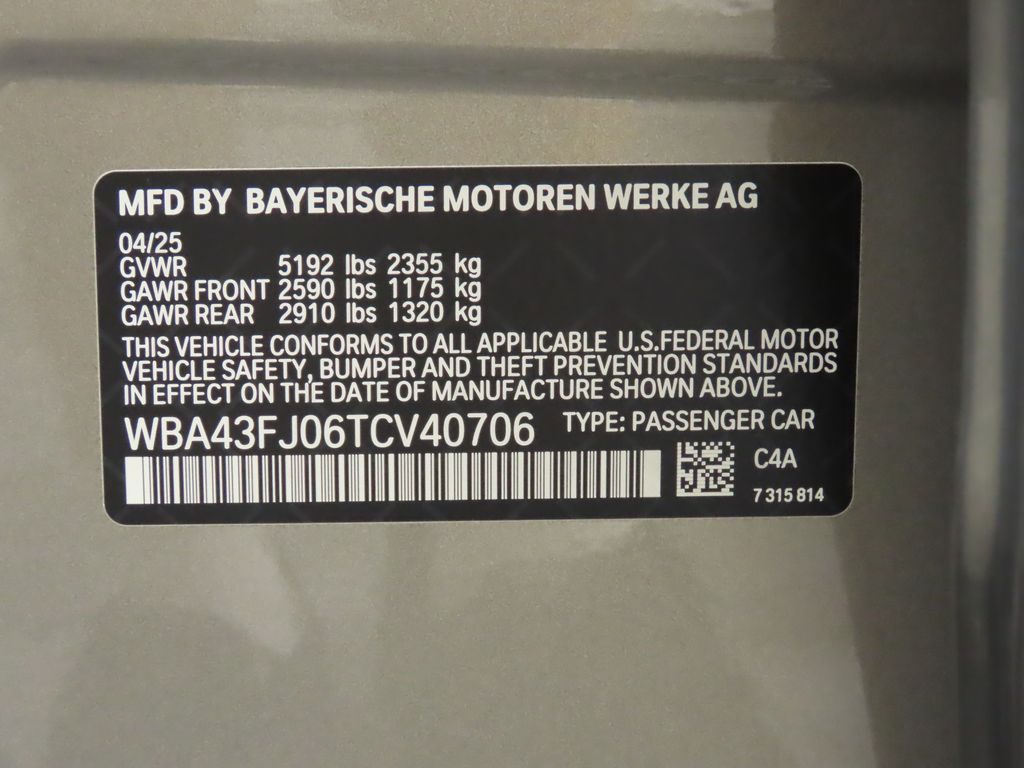 MFD BY BAYERISCHE MOTOREN WERKE AG
04/25
GVWR 5192 lbs 2355 kg
GAWR FRONT 2590 lbs 1175 kg
GAWR REAR 2910 lbs 1320 kg
THIS VEHICLE CONFORMS TO ALL APPLICABLE U.S.FEDERAL MOTOR
VEHICLE SAFETY, BUMPER AND THEFT PREVENTION STANDARDS
IN EFFECT ON THE DATE OF MANUFACTURE SHOWN ABOVE.
WBA43FJ06TCV40706 TYPE: PASSENGER CAR
C4A
7 315 814